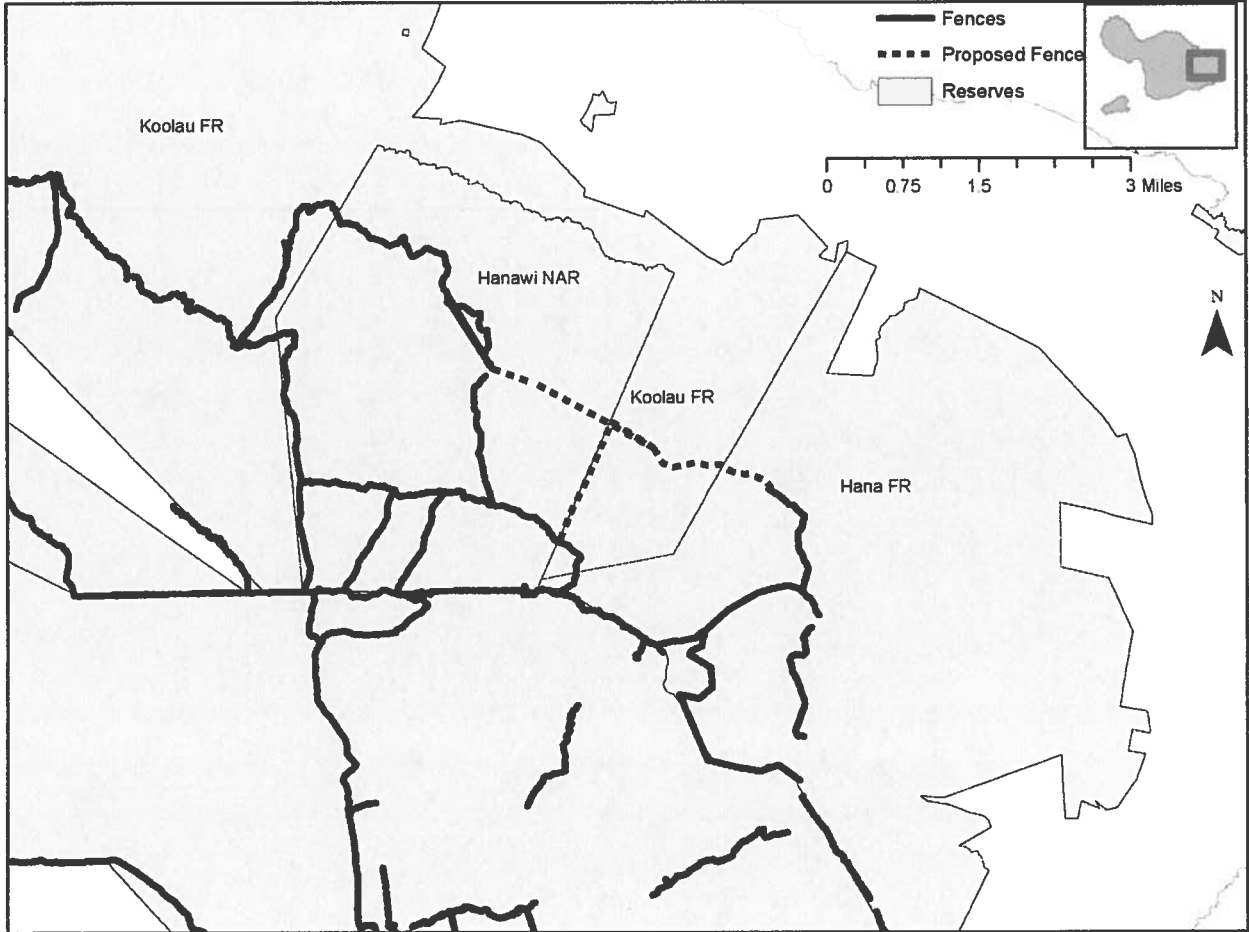 Fences
Proposed Fence
Reserves
0 0.75 1.5 3 Miles
Koolau FR
Hanawi NAR
N
Koolau FR
Hana FR